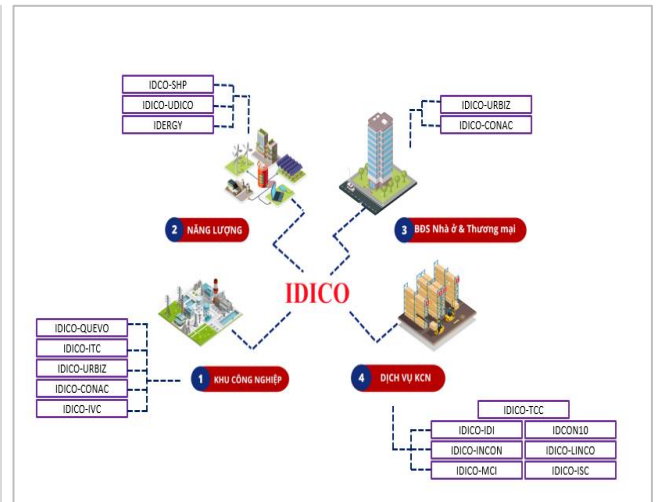 IDCO-SHP
IDICO-UDICO
IDERGY
IDICO-URBIZ
IDICO-CONAC
2 NĂNG LƯỢNG
3 BĐS Nhà ở & Thương mại
IDICO
IDICO-QUEVO
IDICO-ITC
IDICO-URBIZ
IDICO-CONAC
IDICO-IVC
1 KHU CÔNG NGHIỆP
4 DỊCH VỤ KCN
IDICO-TCC
IDICO-IDI IDCON10
IDICO-INCON IDICO-LINCO
IDICO-MCI IDICO-ISC